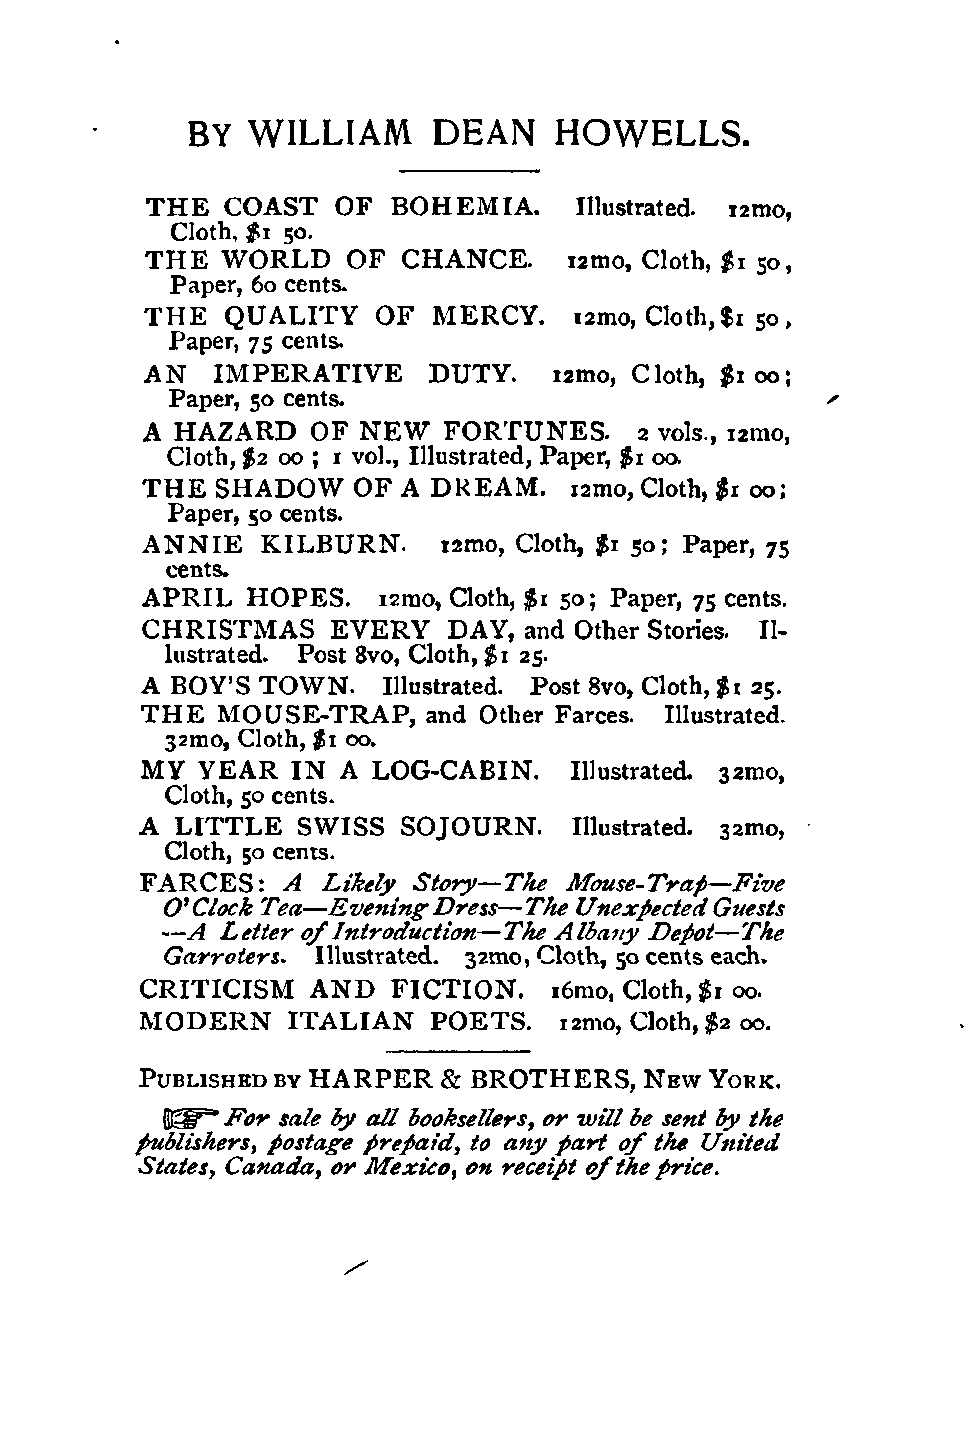 BY WILLIAM DEAN HOWELLS.
THE COAST OF BOHEMIA. Illustrated. 12mo,
Cloth, $1 50.
THE WORLD OF CHANCE. 12mo, Cloth, $1 50,
Paper, 60 cents.
THE QUALITY OF MERCY. 12mo, Cloth, $1 50,
Paper, 75 cents.
AN IMPERATIVE DUTY. 12mo, Cloth, $1 00;
Paper, 50 cents.
A HAZARD OF NEW FORTUNES. 2 vols., 12mo,
Cloth, $2 00 ; 1 vol., Illustrated, Paper, $1 00.
THE SHADOW OF A DREAM. 12mo, Cloth, $1 00;
Paper, 50 cents.
ANNIE KILBURN. 12mo, Cloth, $1 50; Paper, 75
cents.
APRIL HOPES. 12mo, Cloth, $1 50; Paper, 75 cents.
CHRISTMAS EVERY DAY, and Other Stories. Il-
lustrated. Post 8vo, Cloth, $1 25.
A BOY'S TOWN. Illustrated. Post 8vo, Cloth, $1 25.
THE MOUSE-TRAP, and Other Farces. Illustrated.
32mo, Cloth, $1 00.
MY YEAR IN A LOG-CABIN. Illustrated. 32mo,
Cloth, 50 cents.
A LITTLE SWISS SOJOURN. Illustrated. 32mo,
Cloth, 50 cents.
FARCES: A Likely Story—The Mouse-Trap—Five
O'Clock Tea—Evening Dress—The Unexpected Guests
—A Letter of Introduction—The Albany Depot—The
Garroters. Illustrated. 32mo, Cloth, 50 cents each.
CRITICISM AND FICTION. 16mo, Cloth, $1 00.
MODERN ITALIAN POETS. 12mo, Cloth, $2 00.
PUBLISHED BY HARPER & BROTHERS, NEW YORK.
☞ For sale by all booksellers, or will be sent by the
publishers, postage prepaid, to any part of the United
States, Canada, or Mexico, on receipt of the price.